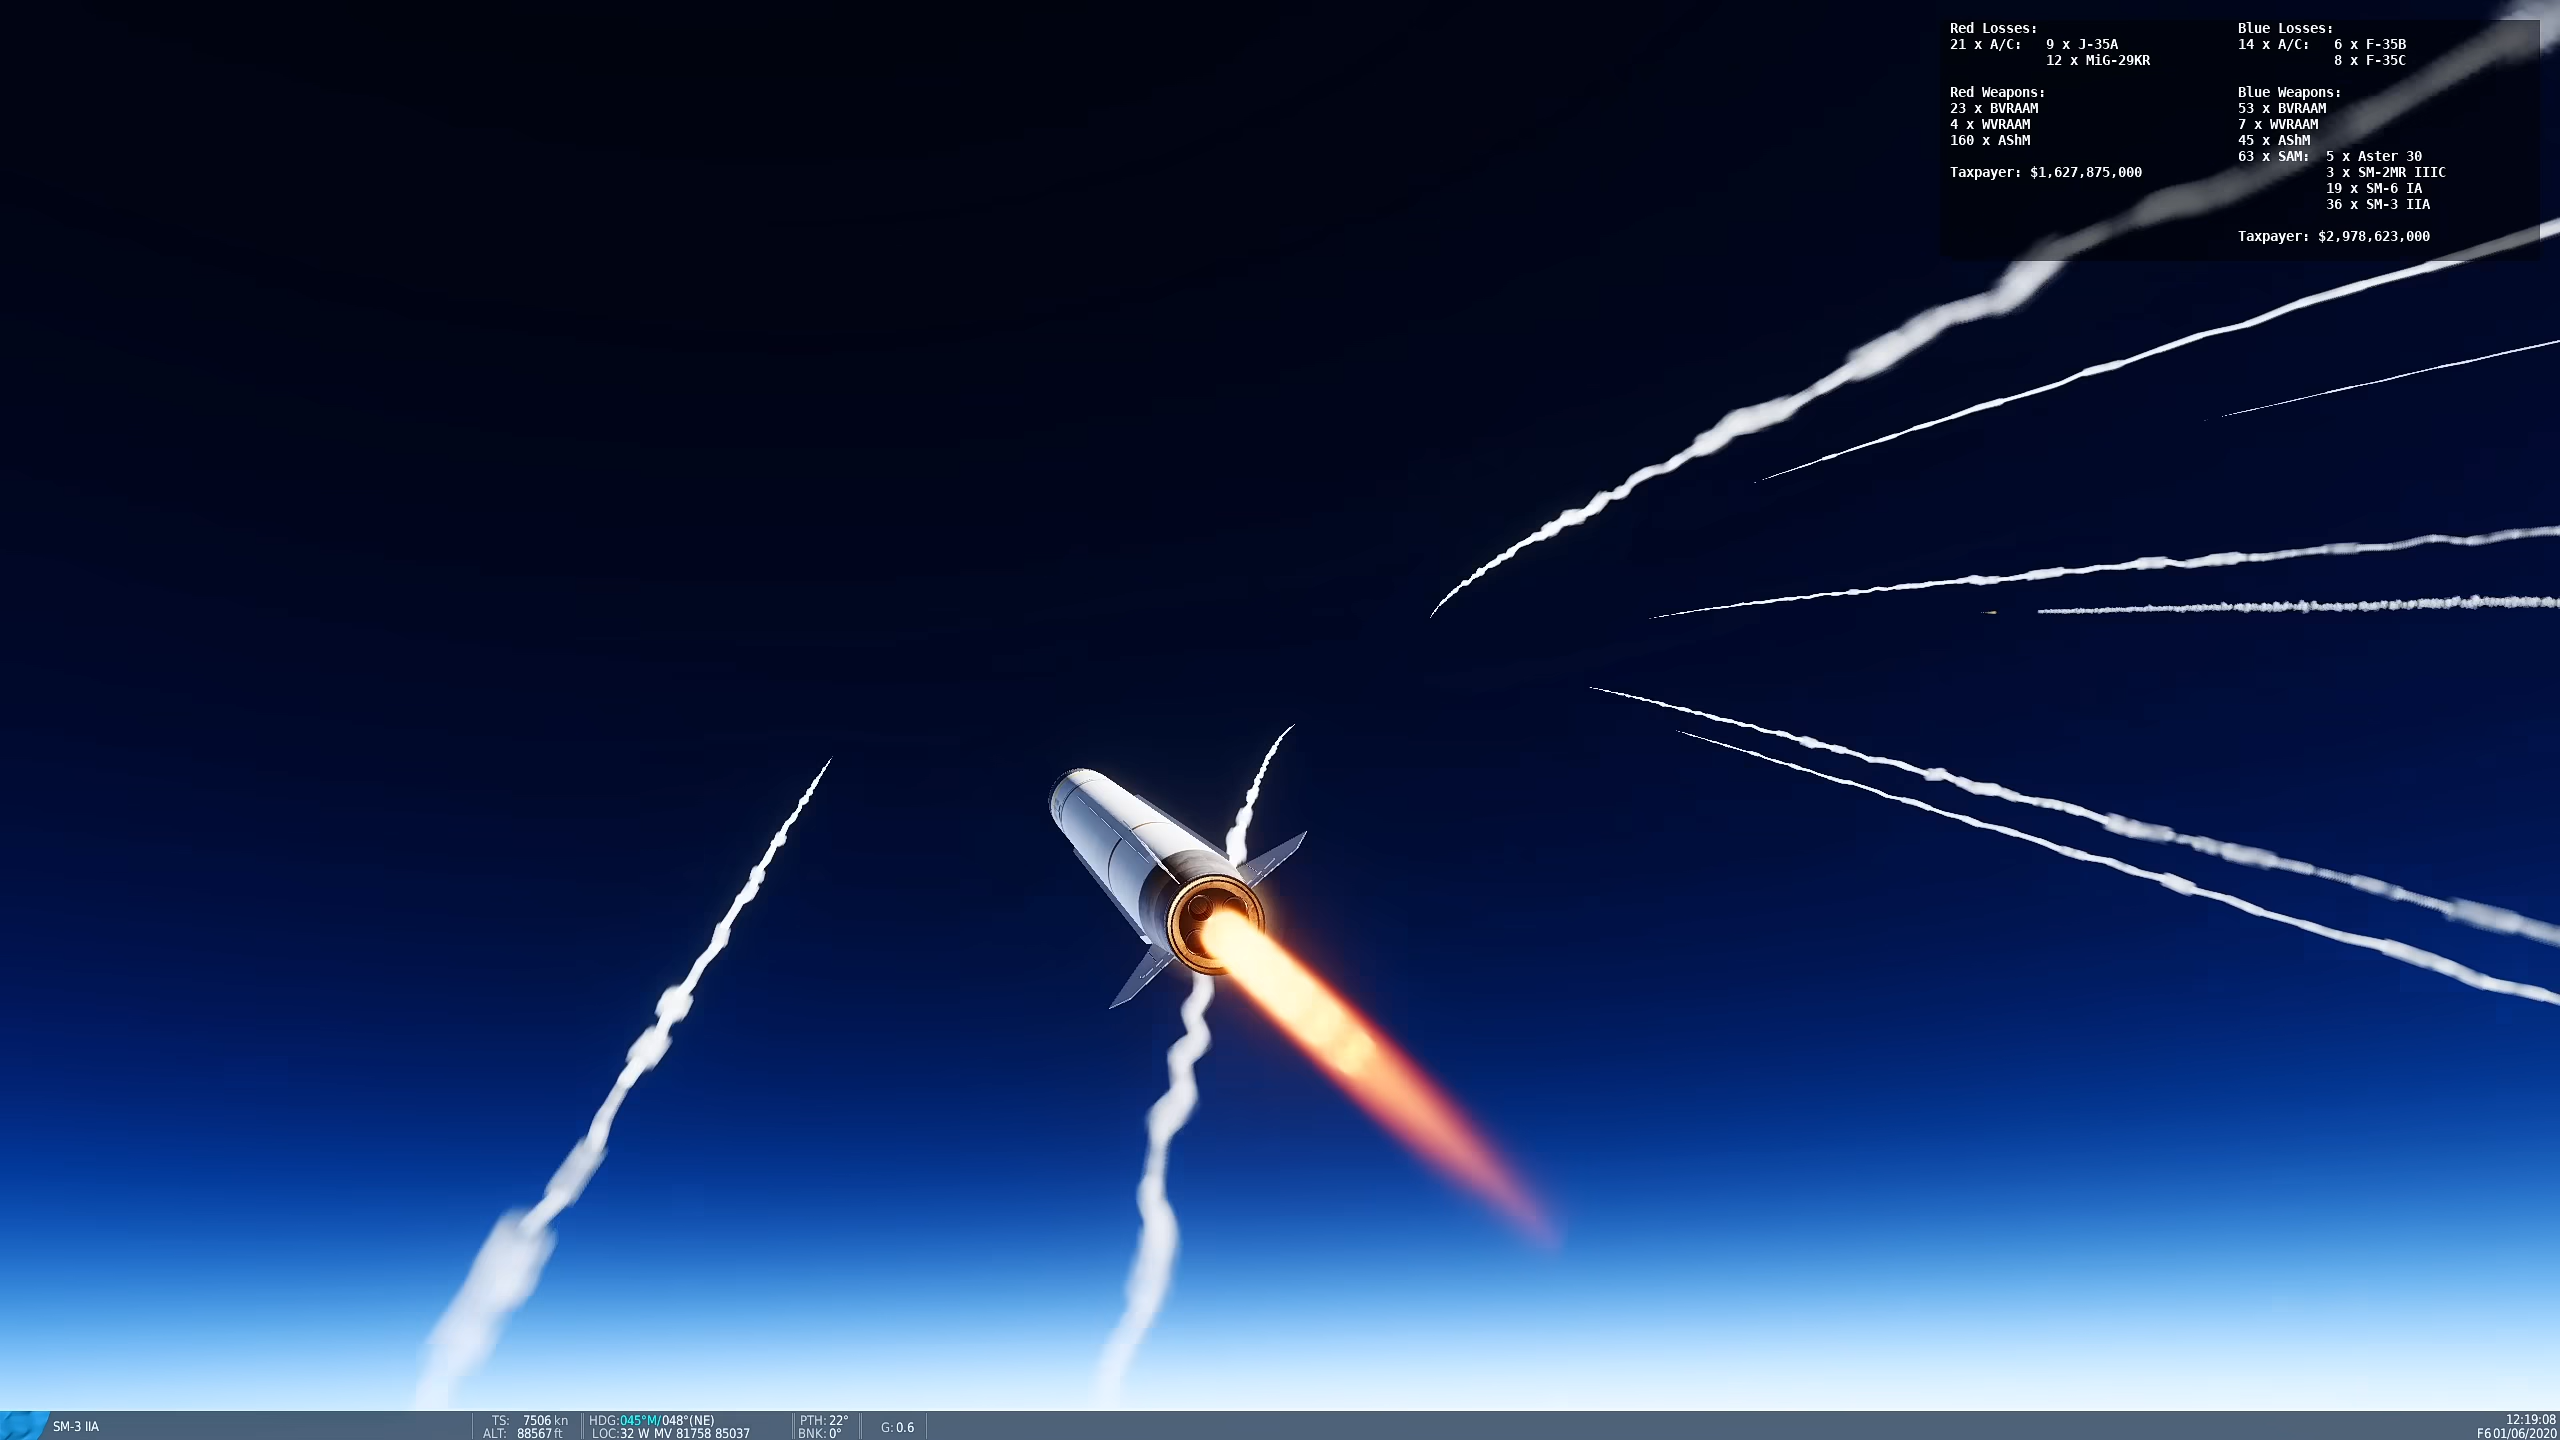 Red Losses:
21 x A/C: 9 x J-35A
12 x MiG-29KR
Red Weapons:
23 x BVRAAM
4 x WVRAAM
160 x AShM
Taxpayer: $1,627,875,000
Blue Losses:
14 x A/C: 6 x F-35B
8 x F-35C
Blue Weapons:
53 x BVRAAM
7 x WVRAAM
45 x AShM
63 x SAM: 5 x Aster 30
3 x SM-2MR IIIC
19 x SM-6 IA
36 x SM-3 IIA
Taxpayer: $2,978,623,000
SM-3 IIA
TS: 7506 kn
ALT: 88567 ft
HDG:045°M/048°(NE)
LOC:32 W MV 81758 85037
PTH: 22°
BNK: 0°
G: 0.6
12:19:08
F6 01/06/2020